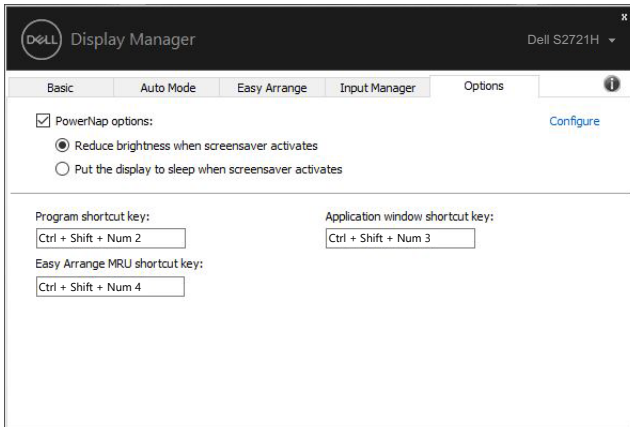 x
DELL Display Manager
Dell S2721H
Basic Auto Mode Easy Arrange Input Manager Options i
PowerNap options: Configure
Reduce brightness when screensaver activates
Put the display to sleep when screensaver activates
Program shortcut key: Application window shortcut key:
Ctrl + Shift + Num 2 Ctrl + Shift + Num 3
Easy Arrange MRU shortcut key:
Ctrl + Shift + Num 4